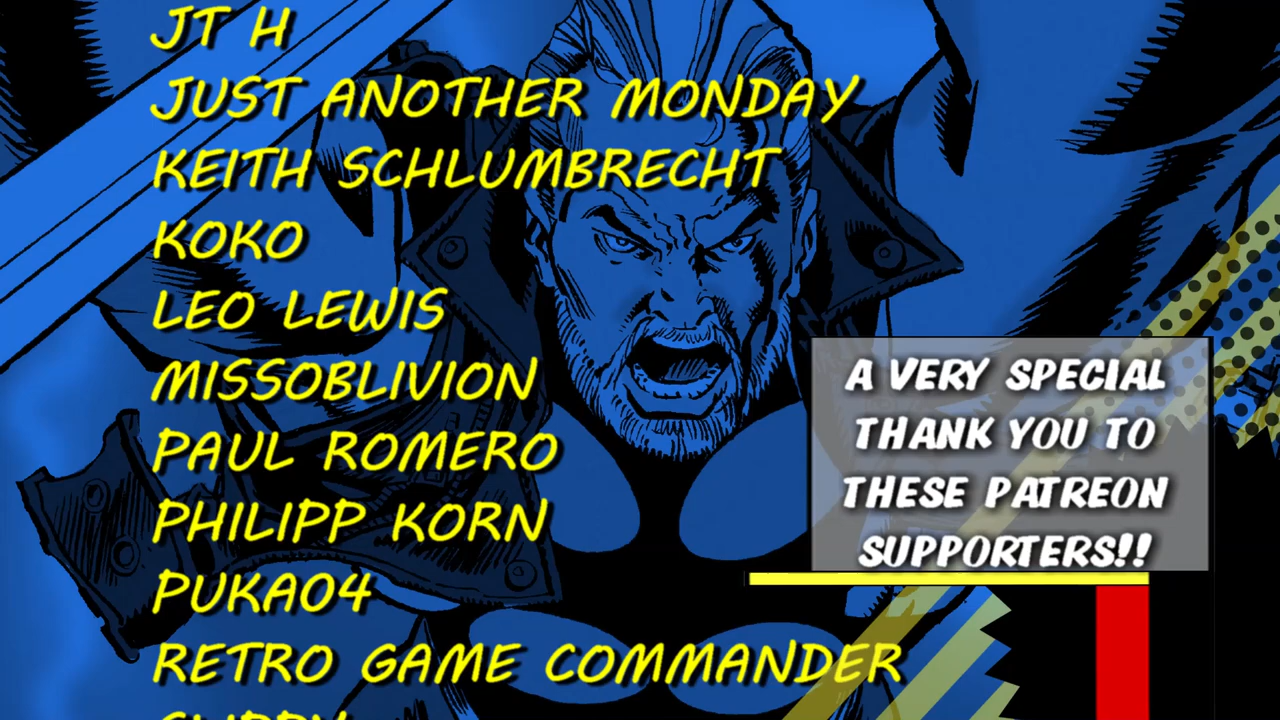 JT H
JUST ANOTHER MONDAY
KEITH SCHLUMBRECHT
KOKO
LEO LEWIS
MISSOBLIVION
PAUL ROMERO
PHILIPP KORN
PUKA04
RETRO GAME COMMANDER
A VERY SPECIAL
THANK YOU TO
THESE PATREON
SUPPORTERS!!